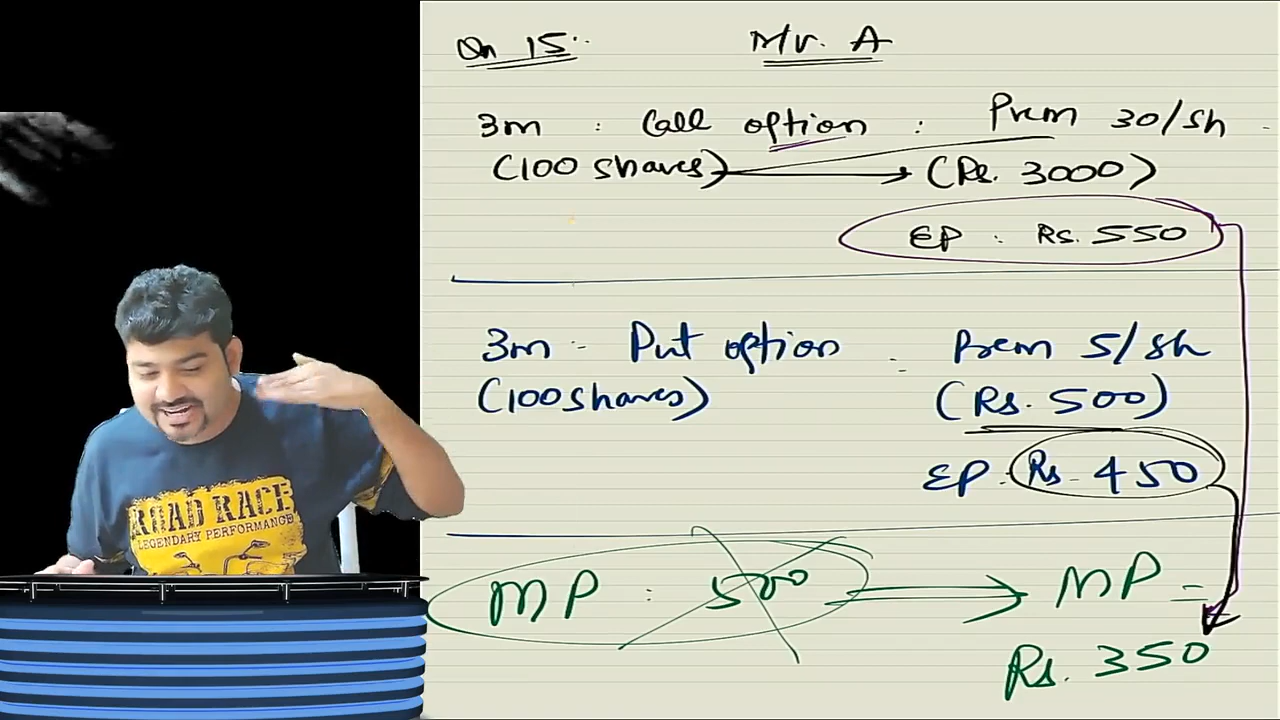 On 15:
Mr. A
3m : Call option : Prem 30/sh
(100 shares) (Rs. 3000)
EP : Rs. 550
3m - Put option - Prem 5/sh
(100 shares) (Rs. 500)
EP : Rs. 450
MP : 500 MP =
Rs. 350
ROAD RACE
LEGENDARY PERFORMANCE